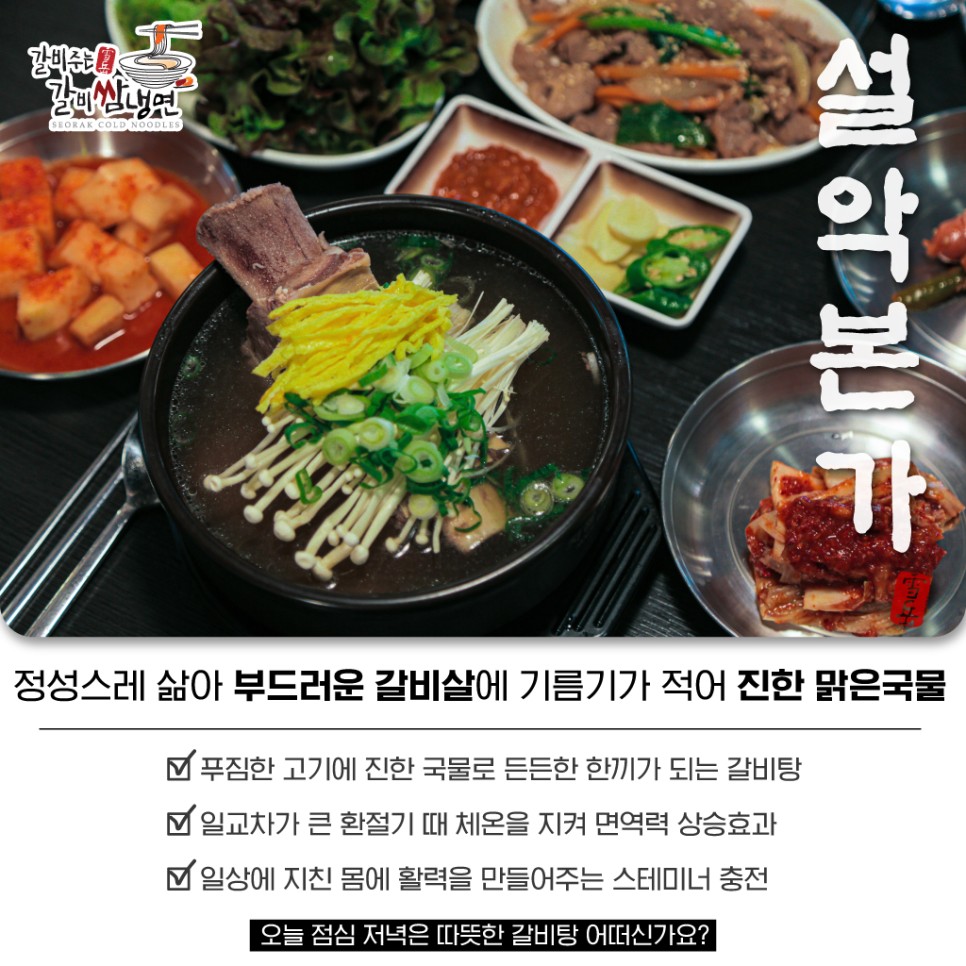 갈비주는
갈비쌈냉면
SEORAK COLD NOODLES
설악본가
정성스레 삶아 부드러운 갈비살에 기름기가 적어 진한 맑은국물
푸짐한 고기에 진한 국물로 든든한 한끼가 되는 갈비탕
일교차가 큰 환절기 때 체온을 지켜 면역력 상승효과
일상에 지친 몸에 활력을 만들어주는 스테미너 충전
오늘 점심 저녁은 따뜻한 갈비탕 어떠신가요?